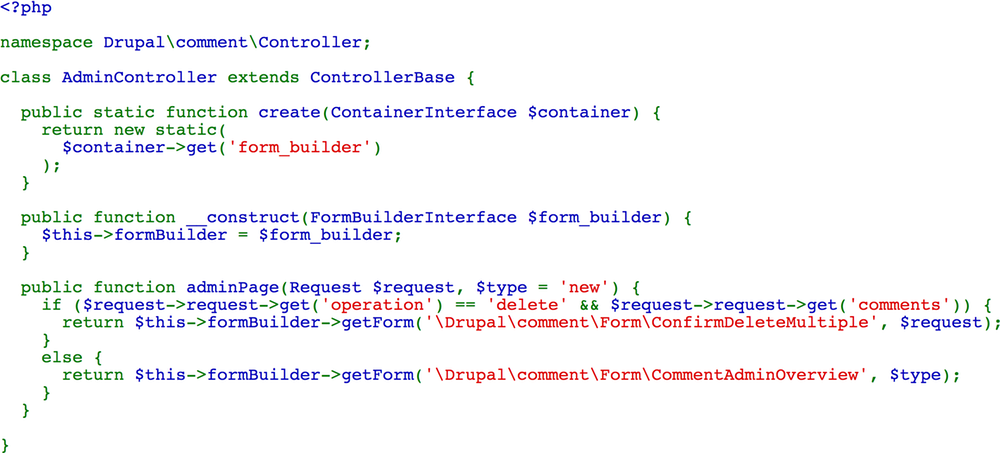 <?php
namespace Drupal\comment\Controller;
class AdminController extends ControllerBase {
public static function create(ContainerInterface $container) {
return new static(
$container->get('form_builder')
);
}
public function __construct(FormBuilderInterface $form_builder) {
$this->formBuilder = $form_builder;
}
public function adminPage(Request $request, $type = 'new') {
if ($request->request->get('operation') == 'delete' && $request->request->get('comments')) {
return $this->formBuilder->getForm('\Drupal\comment\Form\ConfirmDeleteMultiple', $request);
}
else {
return $this->formBuilder->getForm('\Drupal\comment\Form\CommentAdminOverview', $type);
}
}
}